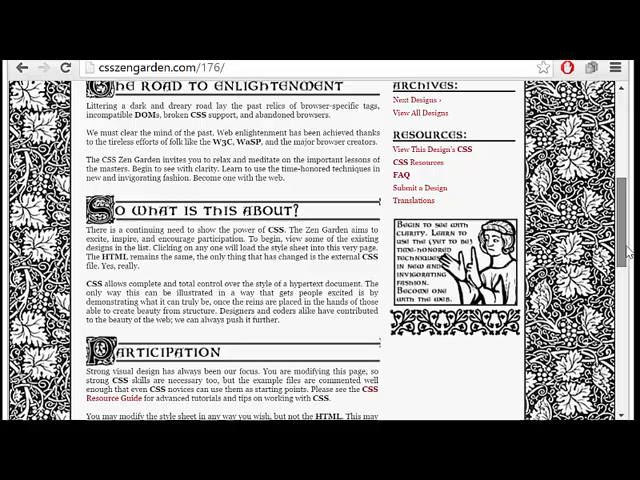 csszengarden.com/176/
The Road to Enlightenment
Littering a dark and dreary road lay the past relics of browser-specific tags,
incompatible DOMs, broken CSS support, and abandoned browsers.
We must clear the mind of the past. Web enlightenment has been achieved thanks
to the tireless efforts of folk like the W3C, WaSP, and the major browser creators.
The CSS Zen Garden invites you to relax and meditate on the important lessons of
the masters. Begin to see with clarity. Learn to use the time-honored techniques in
new and invigorating fashion. Become one with the web.
So What is This About?
There is a continuing need to show the power of CSS. The Zen Garden aims to
excite, inspire, and encourage participation. To begin, view some of the existing
designs in the list. Clicking on any one will load the style sheet into this very page.
The HTML remains the same, the only thing that has changed is the external CSS
file. Yes, really.
CSS allows complete and total control over the style of a hypertext document. The
only way this can be illustrated in a way that gets people excited is by
demonstrating what it can truly be, once the reins are placed in the hands of those
able to create beauty from structure. Designers and coders alike have contributed
to the beauty of the web; we can always push it further.
Participation
Strong visual design has always been our focus. You are modifying this page, so
strong CSS skills are necessary too, but the example files are commented well
enough that even CSS novices can use them as starting points. Please see the CSS
Resource Guide for advanced tutorials and tips on working with CSS.
You may modify the style sheet in any way you wish, but not the HTML. This may
Archives:
Next Designs ›
View All Designs
Resources:
View This Design's CSS
CSS Resources
FAQ
Submit a Design
Translations
Begin to see with
clarity. Learn to
use the (yet to be)
time-honored
techniques
in new and
invigorating
fashion.
Become one
with the web.